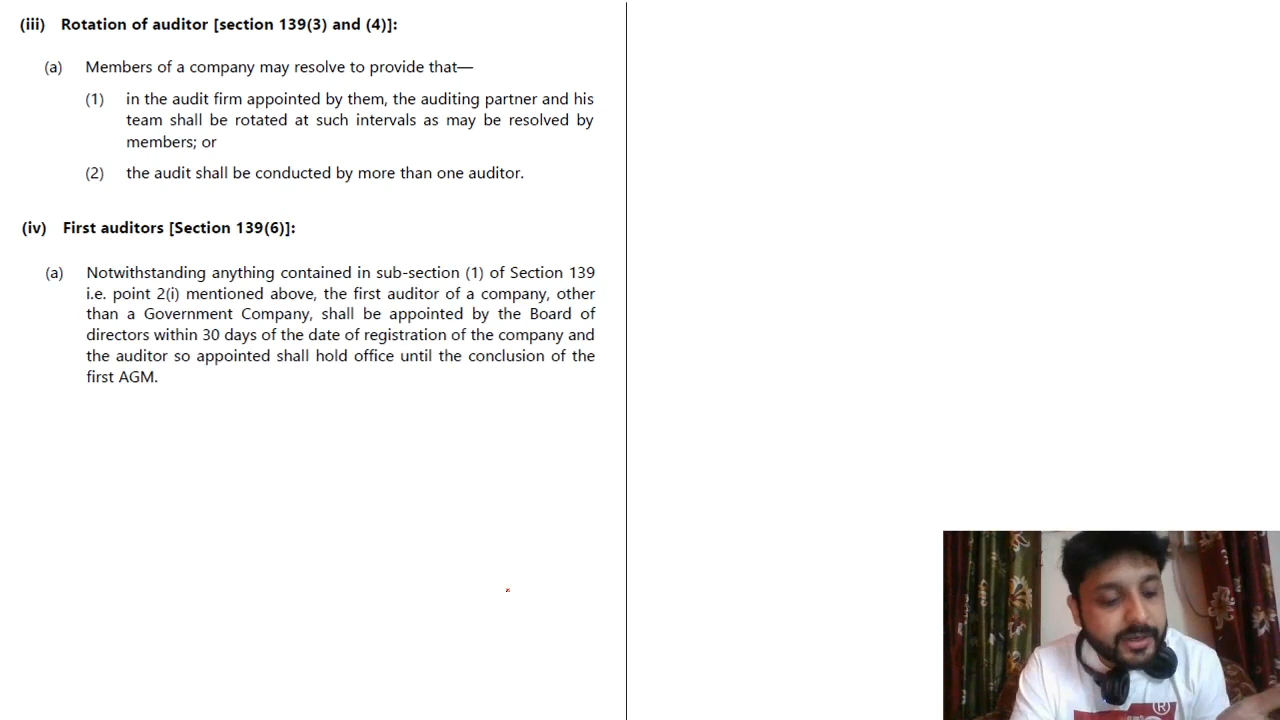 (iii) Rotation of auditor [section 139(3) and (4)]:
(a) Members of a company may resolve to provide that—
(1) in the audit firm appointed by them, the auditing partner and his
team shall be rotated at such intervals as may be resolved by
members; or
(2) the audit shall be conducted by more than one auditor.
(iv) First auditors [Section 139(6)]:
(a) Notwithstanding anything contained in sub-section (1) of Section 139
i.e. point 2(i) mentioned above, the first auditor of a company, other
than a Government Company, shall be appointed by the Board of
directors within 30 days of the date of registration of the company and
the auditor so appointed shall hold office until the conclusion of the
first AGM.
®